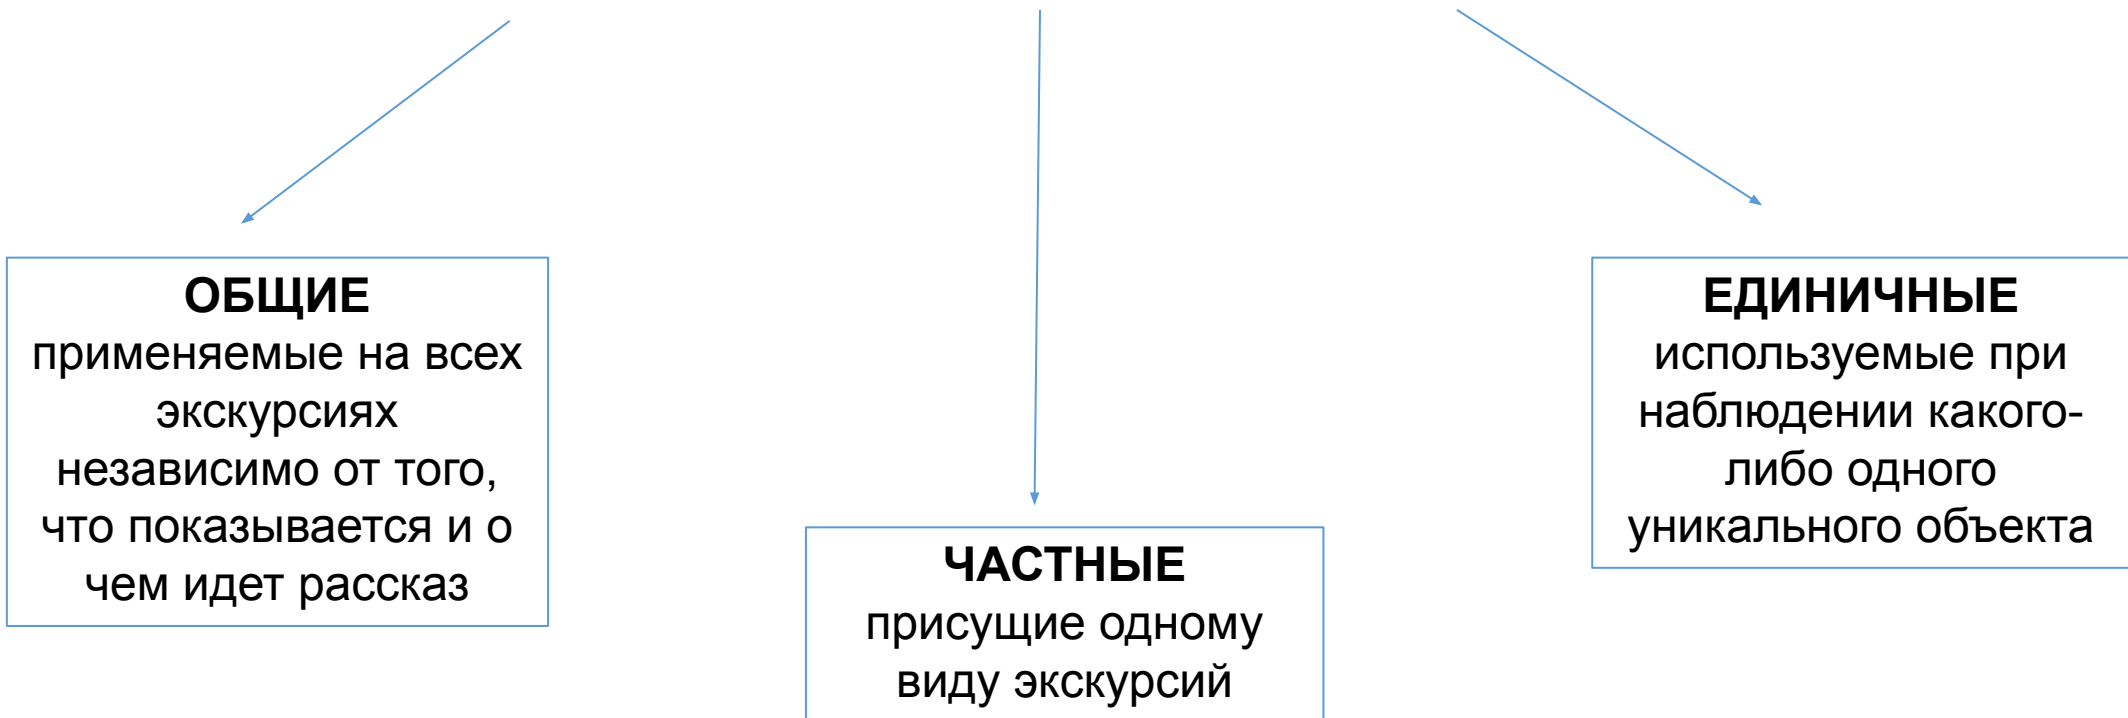 ОБЩИЕ
применяемые на всех
экскурсиях
независимо от того,
что показывается и о
чем идет рассказ
ЧАСТНЫЕ
присущие одному
виду экскурсий
ЕДИНИЧНЫЕ
используемые при
наблюдении какого-
либо одного
уникального объекта